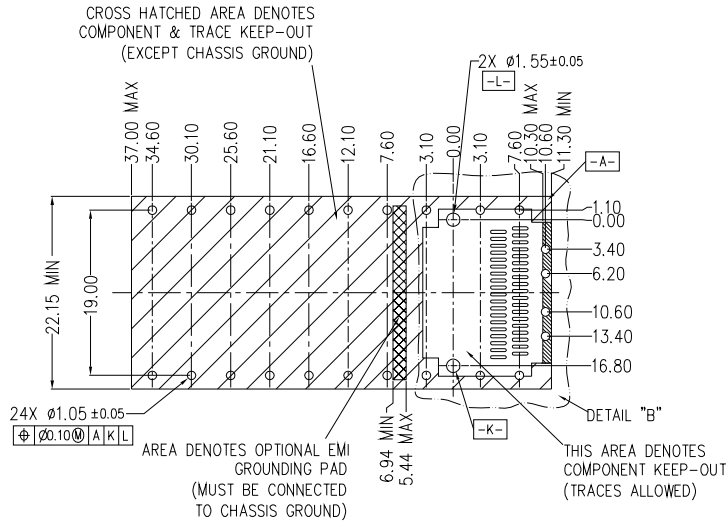 CROSS HATCHED AREA DENOTES
COMPONENT & TRACE KEEP-OUT
(EXCEPT CHASSIS GROUND)
2X ø1.55±0.05
-L-
37.00 MAX
34.60
30.10
25.60
21.10
16.60
12.10
7.60
3.10
0.00
3.10
7.60
10.30 MAX
10.60
11.30 MIN
-A-
1.10
0.00
3.40
6.20
10.60
13.40
16.80
22.15 MIN
19.00
24X ø1.05 ±0.05
⌖ Ø0.10Ⓜ A K L
6.94 MIN
5.44 MAX
-K-
DETAIL "B"
AREA DENOTES OPTIONAL EMI
GROUNDING PAD
(MUST BE CONNECTED
TO CHASSIS GROUND)
THIS AREA DENOTES
COMPONENT KEEP-OUT
(TRACES ALLOWED)